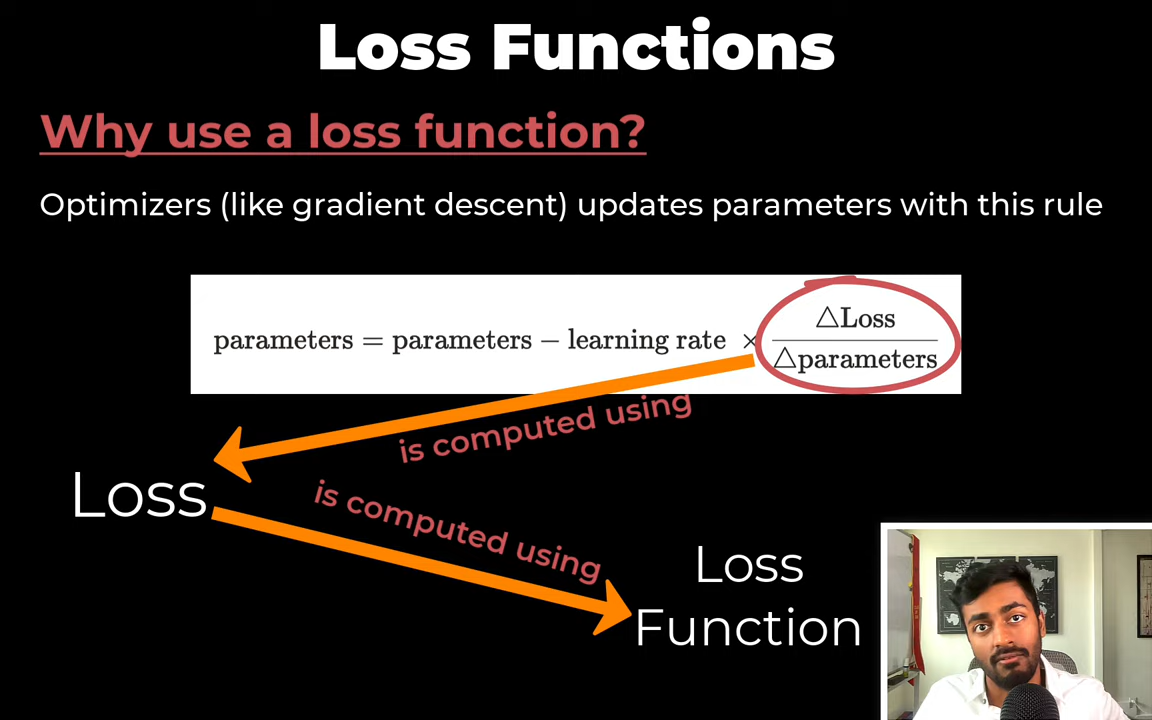 Loss Functions
Why use a loss function?
Optimizers (like gradient descent) updates parameters with this rule
parameters = parameters − learning rate × △Loss / △parameters
is computed using
Loss
is computed using
Loss
Function